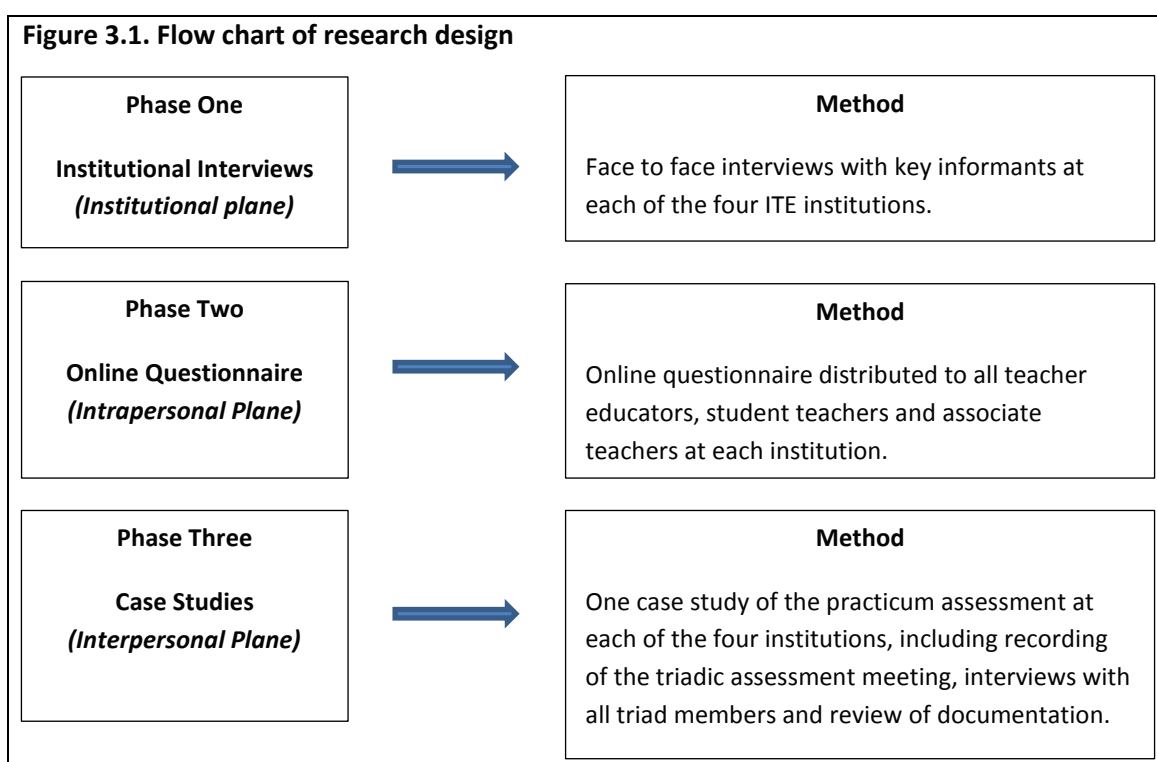 Figure 3.1. Flow chart of research design
Phase One
Institutional Interviews
(Institutional plane)
Method
Face to face interviews with key informants at
each of the four ITE institutions.
Phase Two
Online Questionnaire
(Intrapersonal Plane)
Method
Online questionnaire distributed to all teacher
educators, student teachers and associate
teachers at each institution.
Phase Three
Case Studies
(Interpersonal Plane)
Method
One case study of the practicum assessment at
each of the four institutions, including recording
of the triadic assessment meeting, interviews with
all triad members and review of documentation.